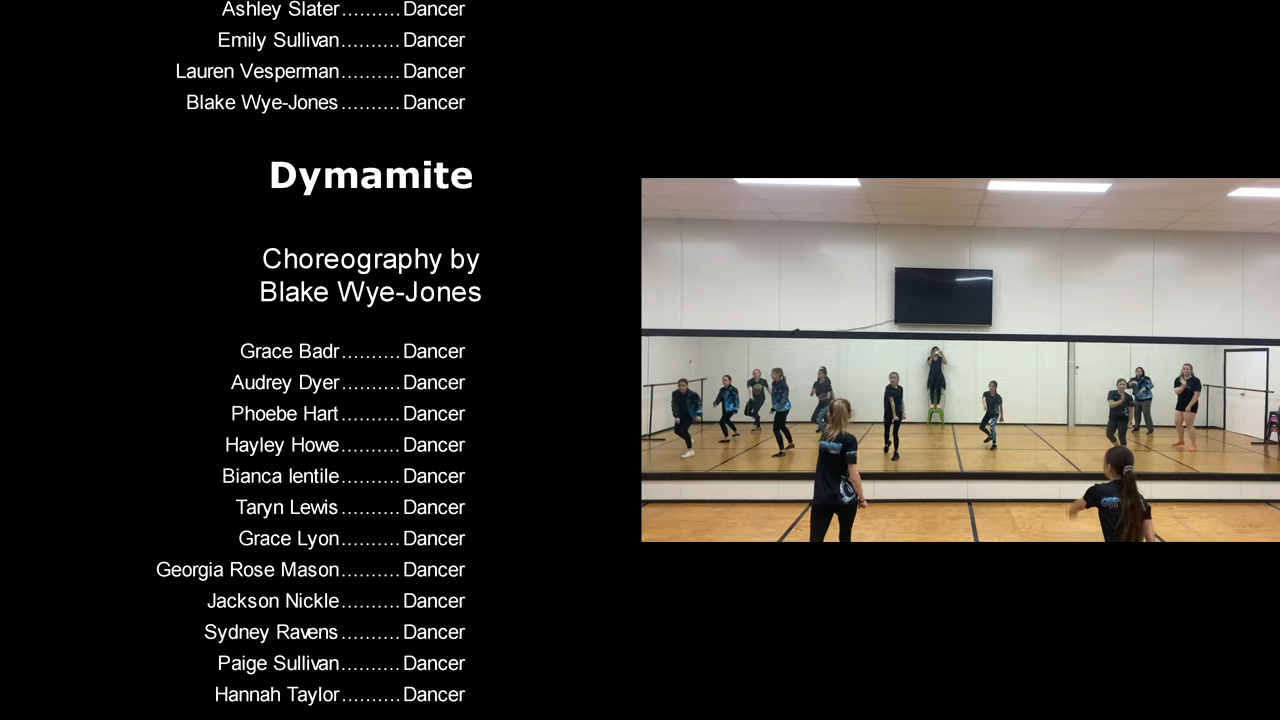 Ashley Slater..........Dancer
Emily Sullivan..........Dancer
Lauren Vesperman..........Dancer
Blake Wye-Jones..........Dancer
Dymamite
Choreography by
Blake Wye-Jones
Grace Badr..........Dancer
Audrey Dyer..........Dancer
Phoebe Hart..........Dancer
Hayley Howe..........Dancer
Bianca Ientile..........Dancer
Taryn Lewis..........Dancer
Grace Lyon..........Dancer
Georgia Rose Mason..........Dancer
Jackson Nickle..........Dancer
Sydney Ravens..........Dancer
Paige Sullivan..........Dancer
Hannah Taylor..........Dancer